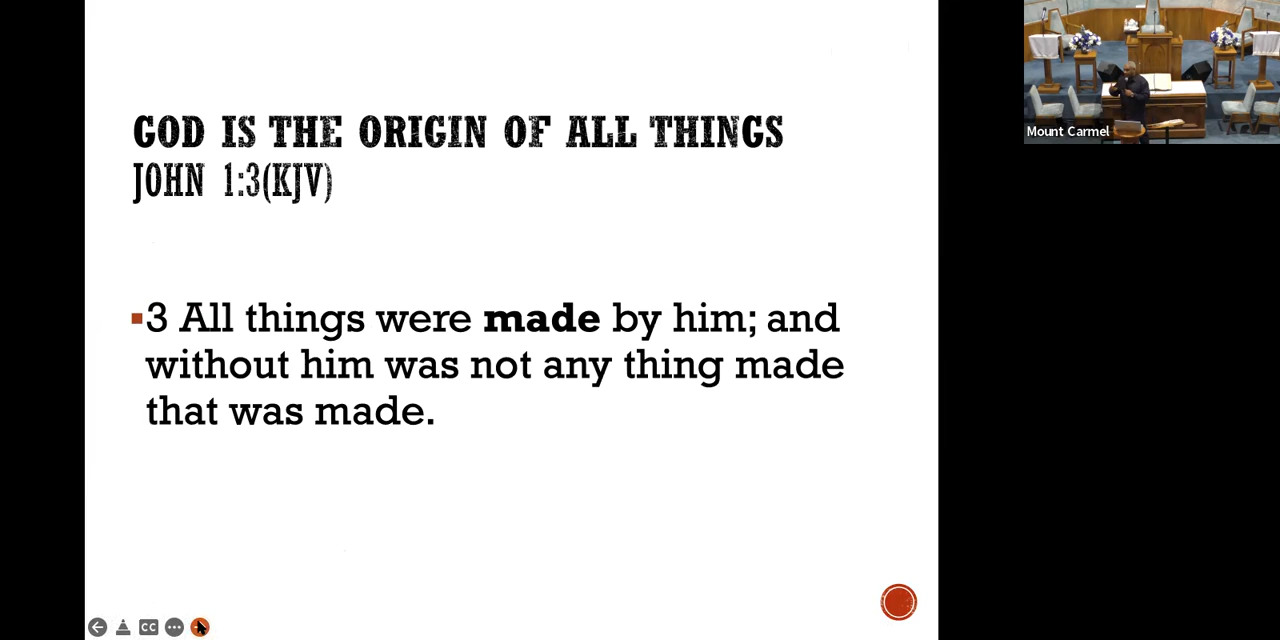 GOD IS THE ORIGIN OF ALL THINGS
JOHN 1:3(KJV)
3 All things were made by him; and
without him was not any thing made
that was made.
Mount Carmel
CC